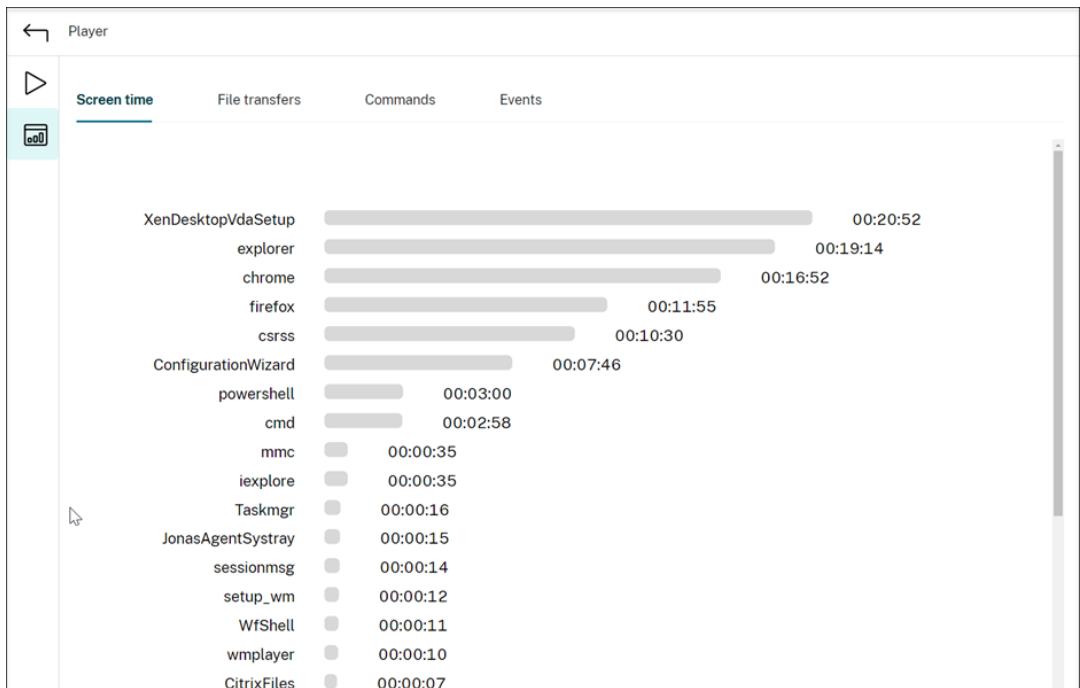 Player
Screen time File transfers Commands Events
XenDesktopVdaSetup 00:20:52
explorer 00:19:14
chrome 00:16:52
firefox 00:11:55
csrss 00:10:30
ConfigurationWizard 00:07:46
powershell 00:03:00
cmd 00:02:58
mmc 00:00:35
iexplore 00:00:35
Taskmgr 00:00:16
JonasAgentSystray 00:00:15
sessionmsg 00:00:14
setup_wm 00:00:12
WfShell 00:00:11
wmplayer 00:00:10
CitrixFiles 00:00:07